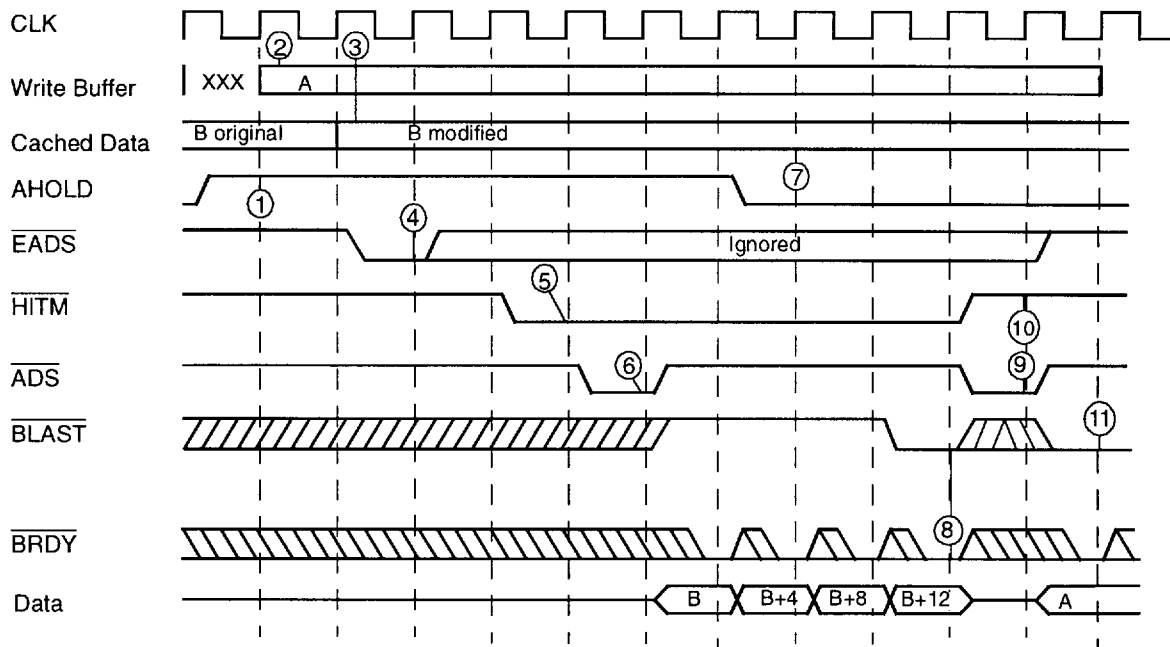 CLK
② ③
Write Buffer XXX A
B original B modified
Cached Data
AHOLD ① ④ ⑦
EADS Ignored
⑤
HITM
⑩
ADS ⑥ ⑨
BLAST ⑪
BRDY ⑧
Data B B+4 B+8 B+12 A